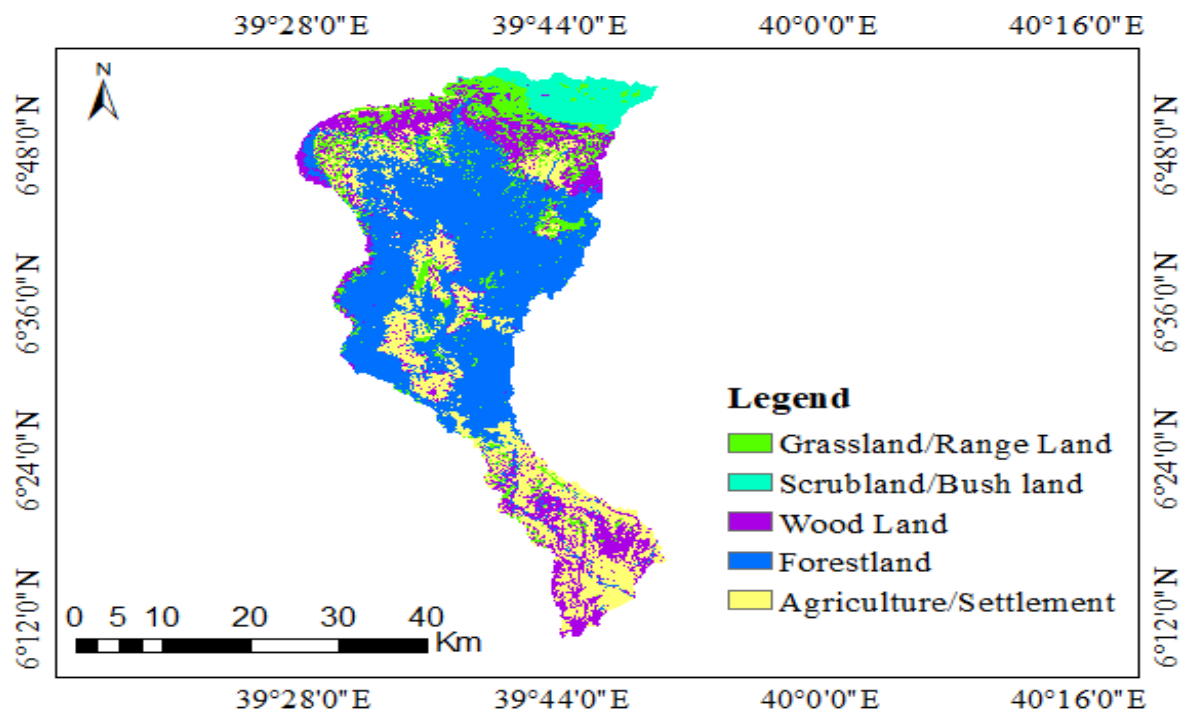 39°28'0"E 39°44'0"E 40°0'0"E 40°16'0"E
N
6°48'0"N 6°48'0"N
6°36'0"N 6°36'0"N
Legend
Grassland/Range Land
6°24'0"N 6°24'0"N
Scrubland/Bush land
Wood Land
Forestland
Agriculture/Settlement
6°12'0"N 6°12'0"N
0 5 10 20 30 40
Km
39°28'0"E 39°44'0"E 40°0'0"E 40°16'0"E